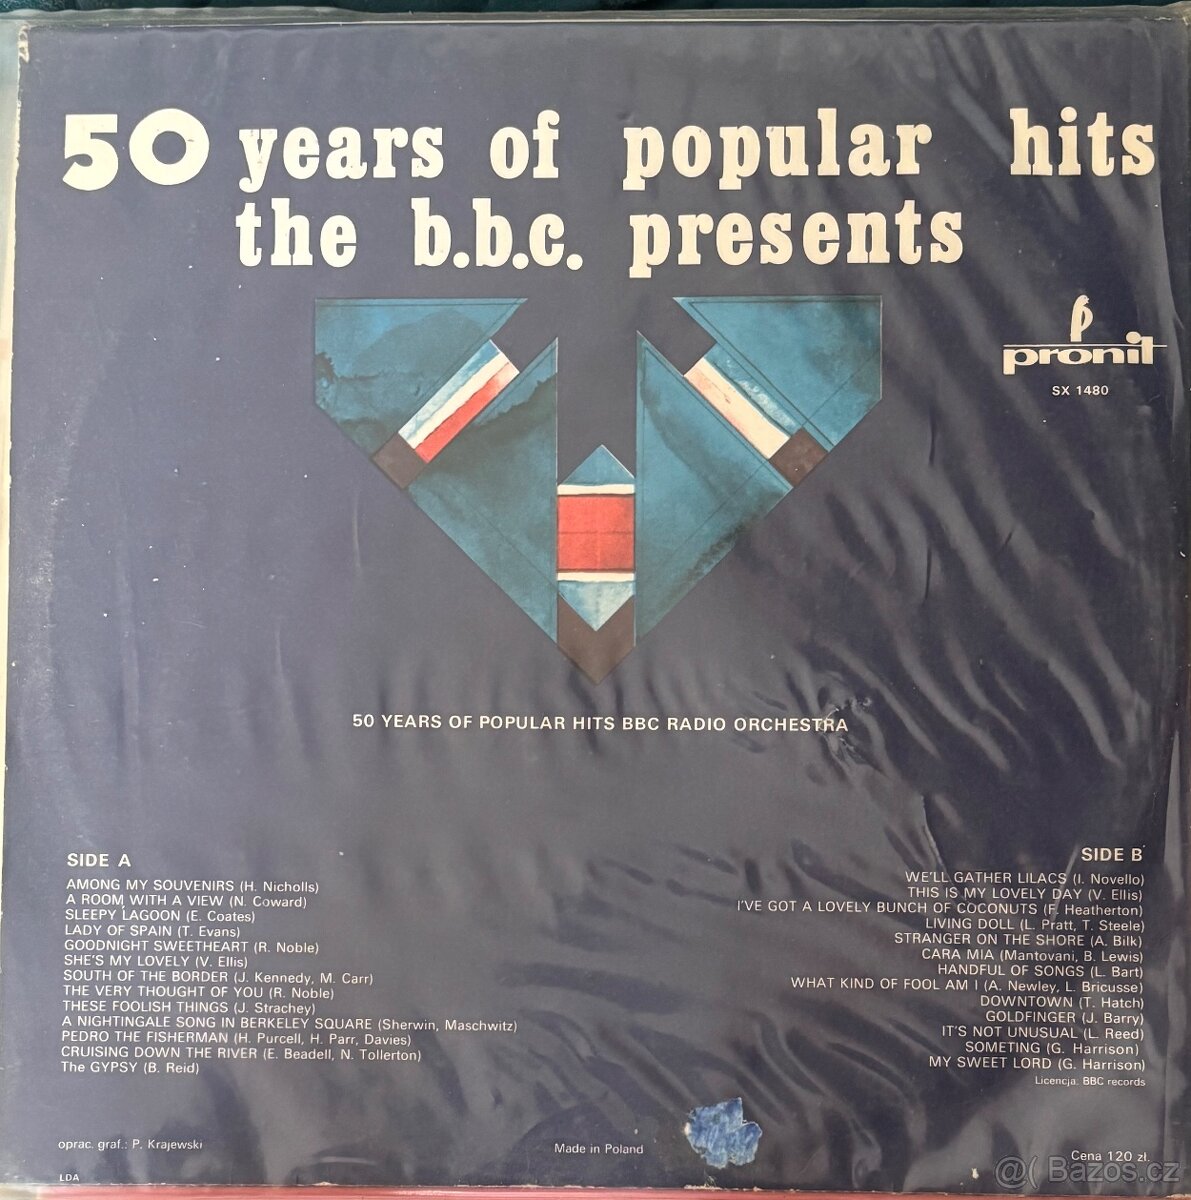 50 years of popular hits
the b.b.c. presents
pronit
SX 1480
50 YEARS OF POPULAR HITS BBC RADIO ORCHESTRA
SIDE A
AMONG MY SOUVENIRS (H. Nicholls)
A ROOM WITH A VIEW (N. Coward)
SLEEPY LAGOON (E. Coates)
LADY OF SPAIN (T. Evans)
GOODNIGHT SWEETHEART (R. Noble)
SHE'S MY LOVELY (V. Ellis)
SOUTH OF THE BORDER (J. Kennedy, M. Carr)
THE VERY THOUGHT OF YOU (R. Noble)
THESE FOOLISH THINGS (J. Strachey)
A NIGHTINGALE SONG IN BERKELEY SQUARE (Sherwin, Maschwitz)
PEDRO THE FISHERMAN (H. Purcell, H. Parr, Davies)
CRUISING DOWN THE RIVER (E. Beadell, N. Tollerton)
The GYPSY (B. Reid)
SIDE B
WE'LL GATHER LILACS (I. Novello)
THIS IS MY LOVELY DAY (V. Ellis)
I'VE GOT A LOVELY BUNCH OF COCONUTS (F. Heatherton)
LIVING DOLL (L. Pratt, T. Steele)
STRANGER ON THE SHORE (A. Bilk)
CARA MIA (Mantovani, B. Lewis)
HANDFUL OF SONGS (L. Bart)
WHAT KIND OF FOOL AM I (A. Newley, L. Bricusse)
DOWNTOWN (T. Hatch)
GOLDFINGER (J. Barry)
IT'S NOT UNUSUAL (L. Reed)
SOMETING (G. Harrison)
MY SWEET LORD (G. Harrison)
Licencja. BBC records
oprac. graf.: P. Krajewski
Made in Poland
Cena 120 zł.
LDA
@( Bazos.cz